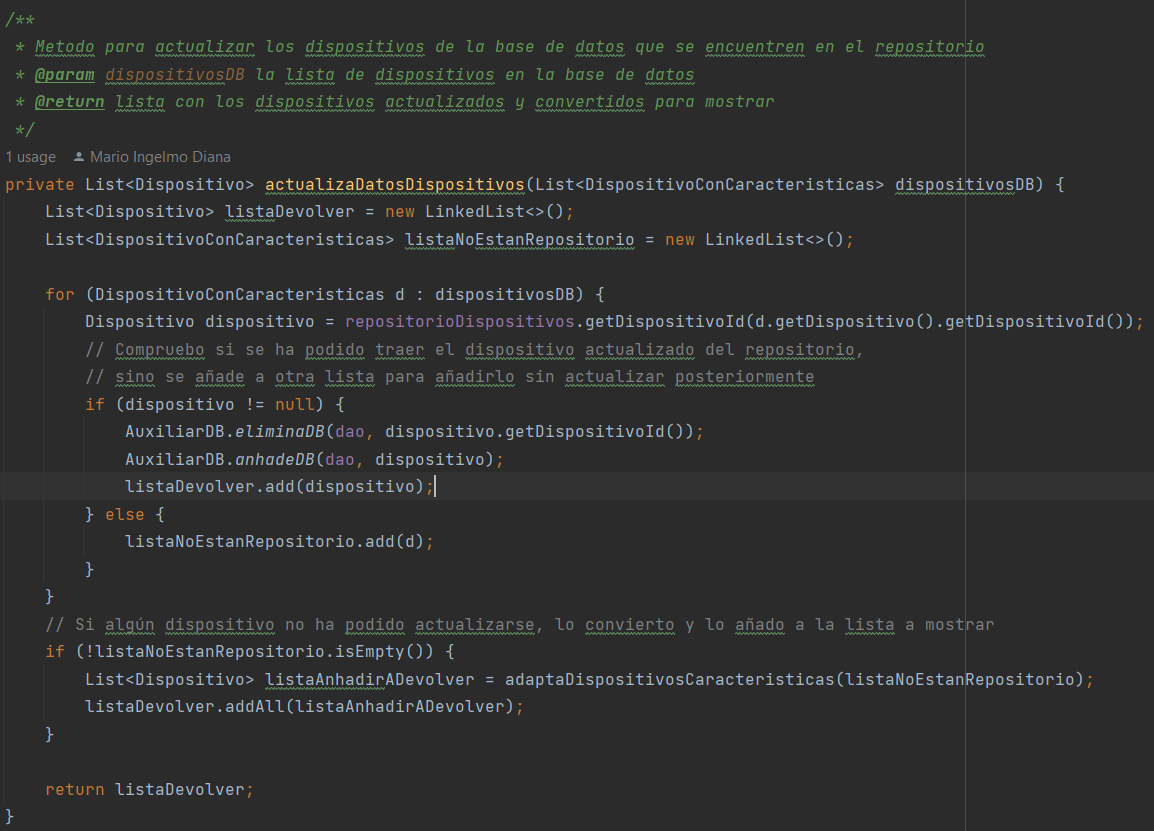 /**
 * Metodo para actualizar los dispositivos de la base de datos que se encuentren en el repositorio
 * @param dispositivosDB la lista de dispositivos en la base de datos
 * @return lista con los dispositivos actualizados y convertidos para mostrar
 */
1 usage Mario Ingelmo Diana
private List<Dispositivo> actualizaDatosDispositivos(List<DispositivoConCaracteristicas> dispositivosDB) {
    List<Dispositivo> listaDevolver = new LinkedList<>();
    List<DispositivoConCaracteristicas> listaNoEstanRepositorio = new LinkedList<>();

    for (DispositivoConCaracteristicas d : dispositivosDB) {
        Dispositivo dispositivo = repositorioDispositivos.getDispositivoId(d.getDispositivo().getDispositivoId());
        // Compruebo si se ha podido traer el dispositivo actualizado del repositorio,
        // sino se añade a otra lista para añadirlo sin actualizar posteriormente
        if (dispositivo != null) {
            AuxiliarDB.eliminaDB(dao, dispositivo.getDispositivoId());
            AuxiliarDB.anhadeDB(dao, dispositivo);
            listaDevolver.add(dispositivo);
        } else {
            listaNoEstanRepositorio.add(d);
        }
    }
    // Si algún dispositivo no ha podido actualizarse, lo convierto y lo añado a la lista a mostrar
    if (!listaNoEstanRepositorio.isEmpty()) {
        List<Dispositivo> listaAnhadirADevolver = adaptaDispositivosCaracteristicas(listaNoEstanRepositorio);
        listaDevolver.addAll(listaAnhadirADevolver);
    }

    return listaDevolver;
}